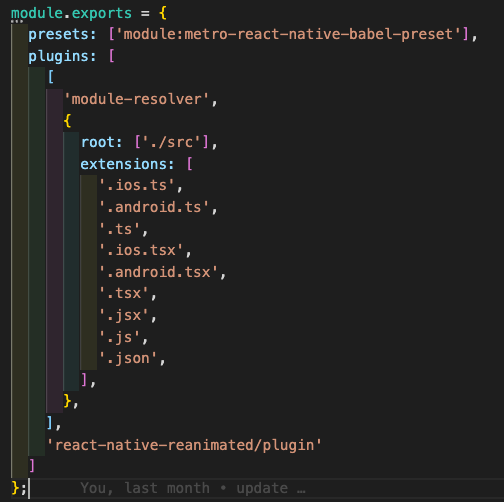 module.exports = {
presets: ['module:metro-react-native-babel-preset'],
plugins: [
[
'module-resolver',
{
root: ['./src'],
extensions: [
'.ios.ts',
'.android.ts',
'.ts',
'.ios.tsx',
'.android.tsx',
'.tsx',
'.jsx',
'.js',
'.json',
],
},
],
'react-native-reanimated/plugin'
]
}; You, last month • update …